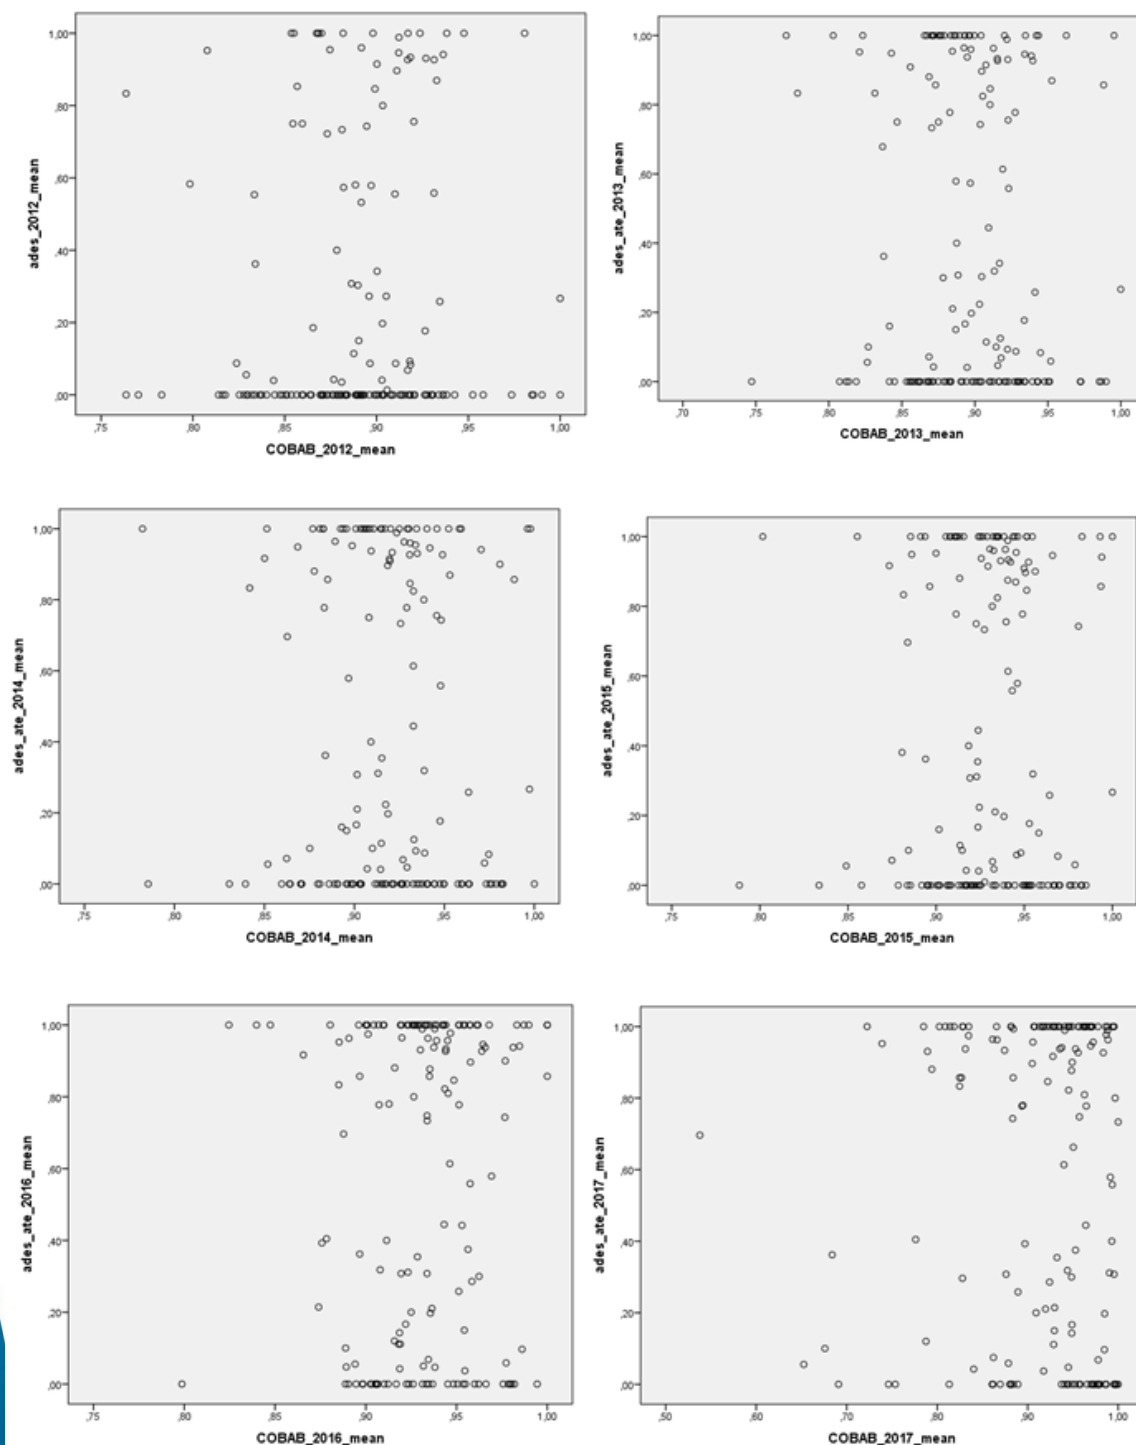 1,00
,80
,60
,40
,20
,00
ades_2012_mean
,75 ,80 ,85 ,90 ,95 1,00
COBAB_2012_mean
1,00
,80
,60
,40
,20
,00
ades_ate_2013_mean
,70 ,75 ,80 ,85 ,90 ,95 1,00
COBAB_2013_mean
1,00
,80
,60
,40
,20
,00
ades_ate_2014_mean
,75 ,80 ,85 ,90 ,95 1,00
COBAB_2014_mean
1,00
,80
,60
,40
,20
,00
ades_ate_2015_mean
,75 ,80 ,85 ,90 ,95 1,00
COBAB_2015_mean
1,00
,80
,60
,40
,20
,00
ades_ate_2016_mean
,75 ,80 ,85 ,90 ,95 1,00
COBAB_2016_mean
1,00
,80
,60
,40
,20
,00
ades_ate_2017_mean
,50 ,60 ,70 ,80 ,90 1,00
COBAB_2017_mean